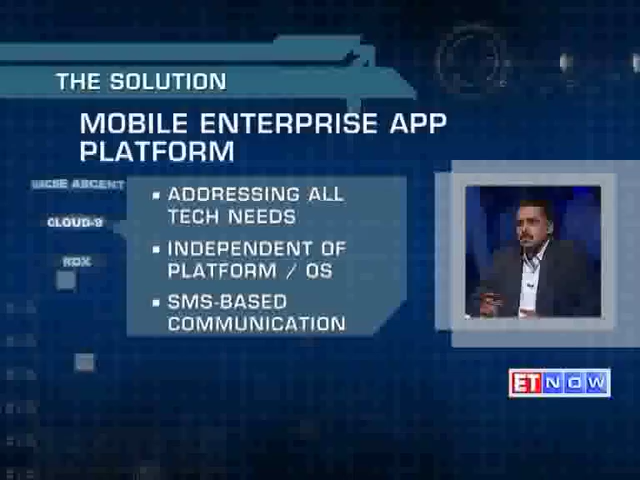 THE SOLUTION
MOBILE ENTERPRISE APP
PLATFORM
ASCENT
CLOUD-9
RDX
▪ ADDRESSING ALL
TECH NEEDS
▪ INDEPENDENT OF
PLATFORM / OS
▪ SMS-BASED
COMMUNICATION
ET NOW